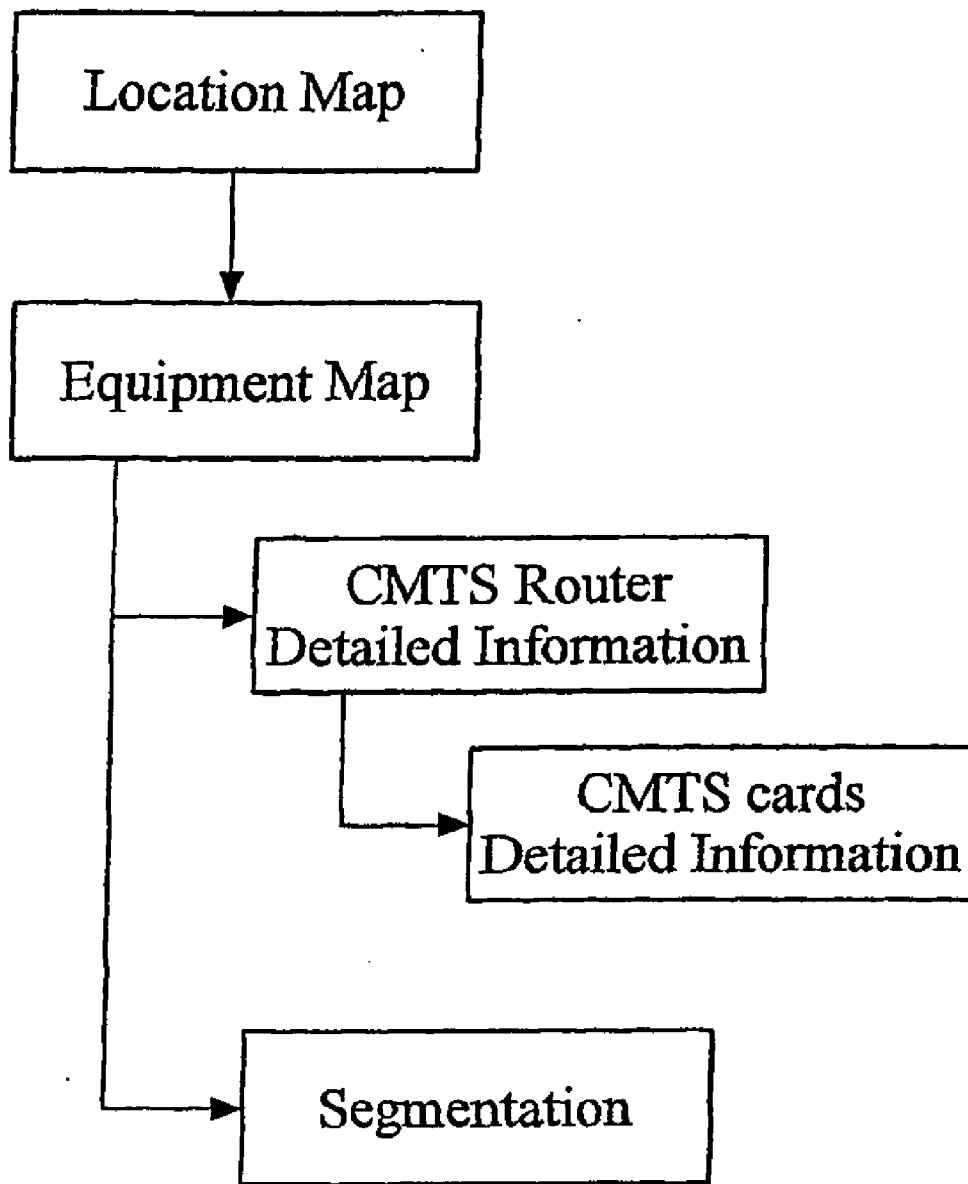 Location Map
Equipment Map
CMTS Router
Detailed Information
CMTS cards
Detailed Information
Segmentation